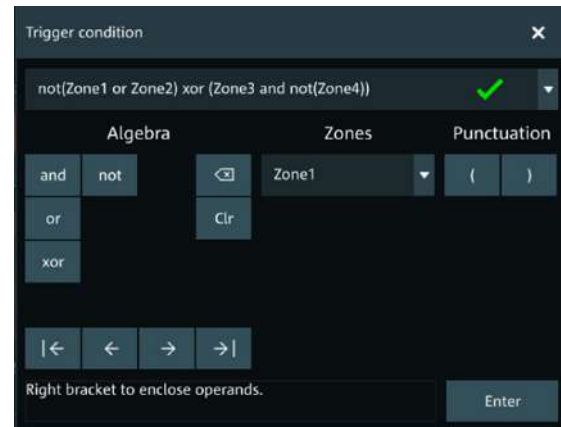 Trigger condition
not(Zone1 or Zone2) xor (Zone3 and not(Zone4))
Algebra Zones Punctuation
and not Zone1 ( )
or Clr
xor
Right bracket to enclose operands.
Enter